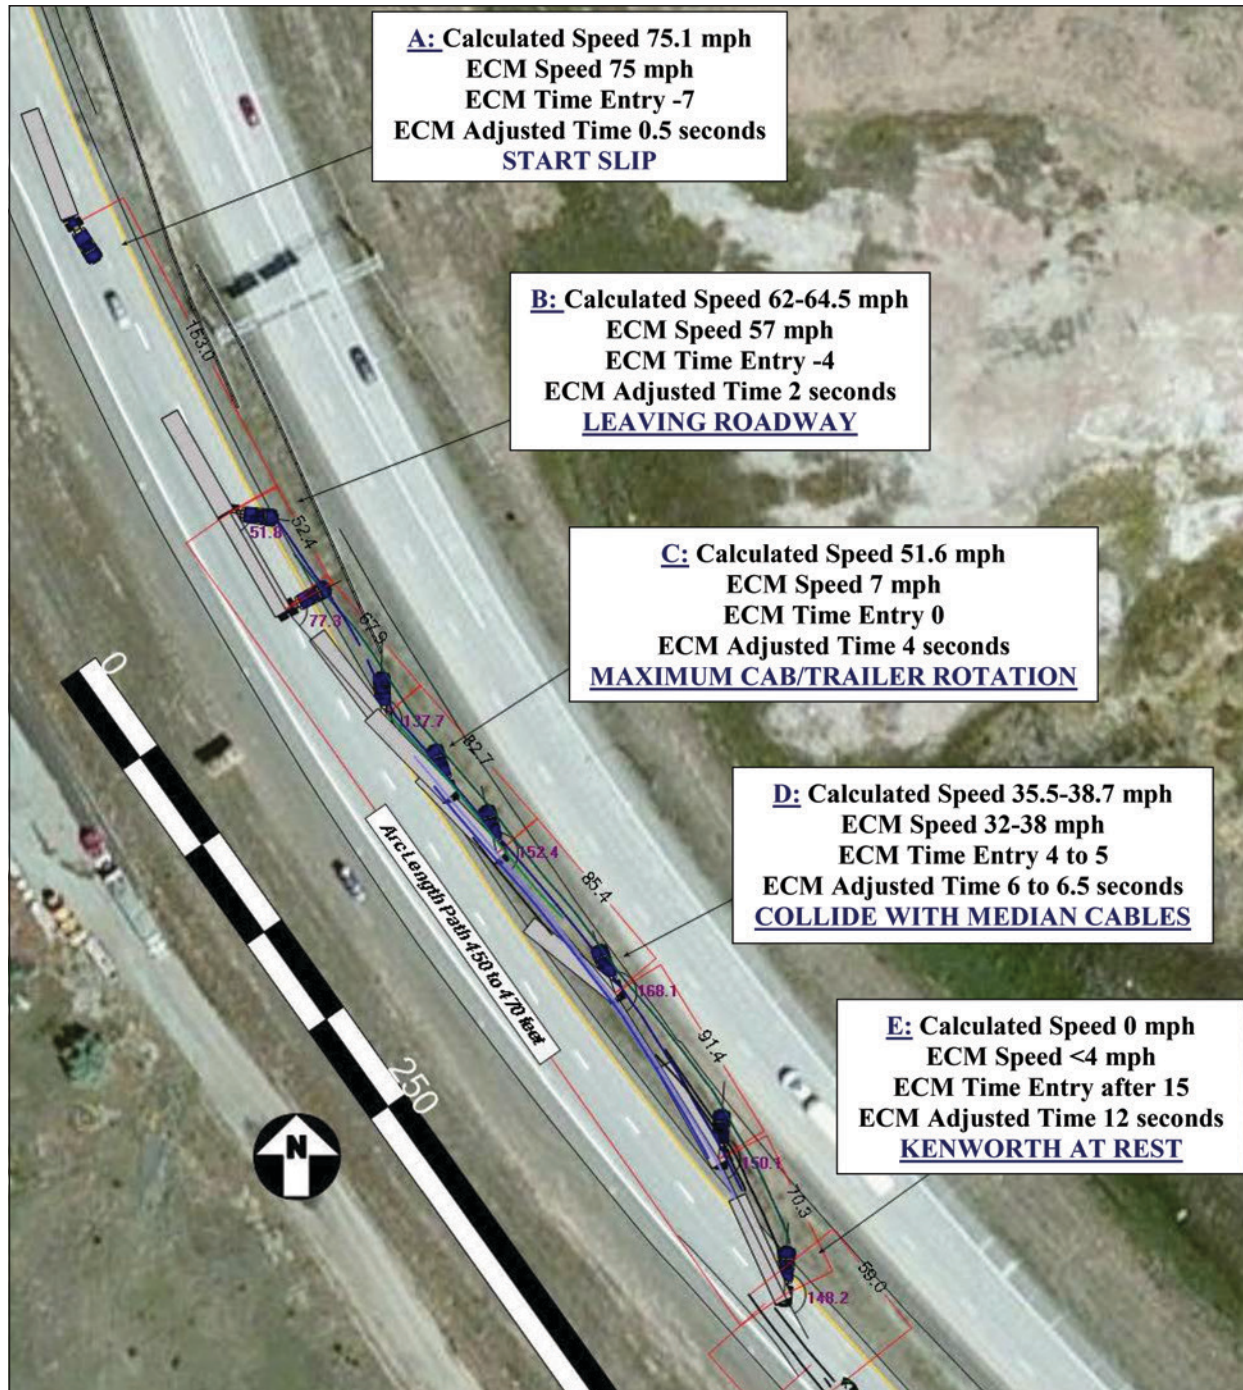 A: Calculated Speed 75.1 mph
ECM Speed 75 mph
ECM Time Entry -7
ECM Adjusted Time 0.5 seconds
START SLIP
B: Calculated Speed 62-64.5 mph
ECM Speed 57 mph
ECM Time Entry -4
ECM Adjusted Time 2 seconds
LEAVING ROADWAY
153.0
52.4
51.8
C: Calculated Speed 51.6 mph
ECM Speed 7 mph
ECM Time Entry 0
ECM Adjusted Time 4 seconds
MAXIMUM CAB/TRAILER ROTATION
77.3
67.9
0
137.7
82.7
D: Calculated Speed 35.5-38.7 mph
ECM Speed 32-38 mph
ECM Time Entry 4 to 5
ECM Adjusted Time 6 to 6.5 seconds
COLLIDE WITH MEDIAN CABLES
152.4
85.4
Arc Length Path 450 to 470 feet
168.1
91.4
E: Calculated Speed 0 mph
ECM Speed <4 mph
ECM Time Entry after 15
ECM Adjusted Time 12 seconds
KENWORTH AT REST
250
N
150.1
70.3
59.0
148.2